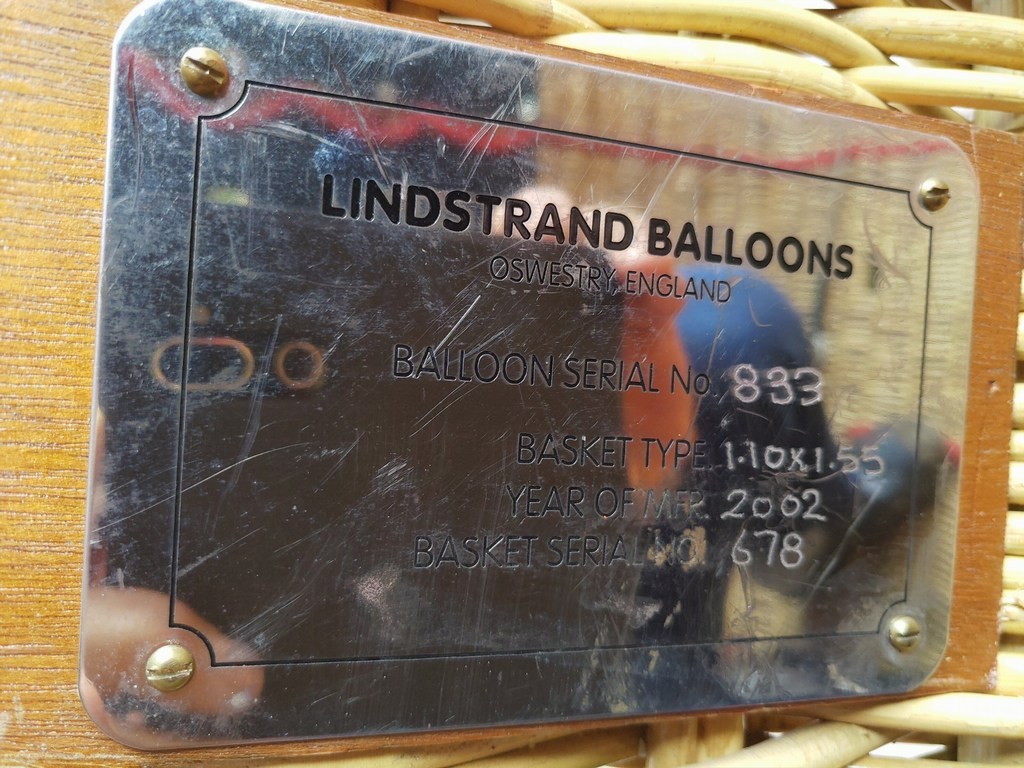 LINDSTRAND BALLOONS
OSWESTRY, ENGLAND
BALLOON SERIAL No. 833
BASKET TYPE 1.10x1.55
YEAR OF MFR. 2002
BASKET SERIAL NO. 678